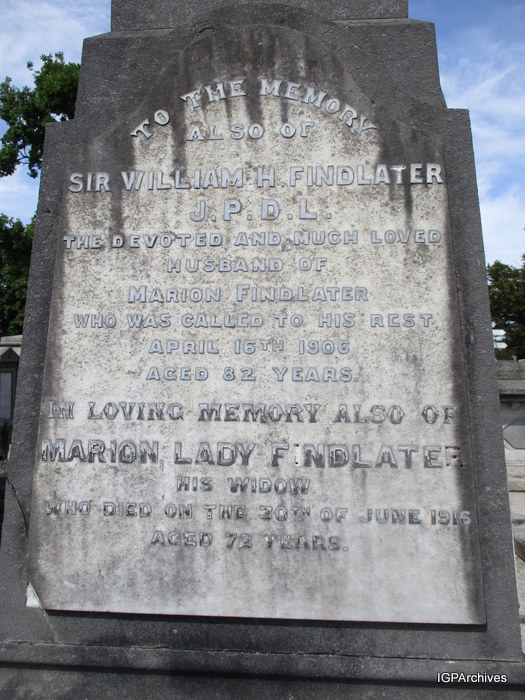 TO THE MEMORY
ALSO OF
SIR WILLIAM H. FINDLATER
J.P. D.L.
THE DEVOTED AND MUCH LOVED
HUSBAND OF
MARION FINDLATER
WHO WAS CALLED TO HIS REST.
APRIL 16TH 1906
AGED 82 YEARS.
IN LOVING MEMORY ALSO OF
MARION, LADY FINDLATER
HIS WIDOW
WHO DIED ON THE OF JUNE 1916
AGED 72 YEARS.
IGPArchives